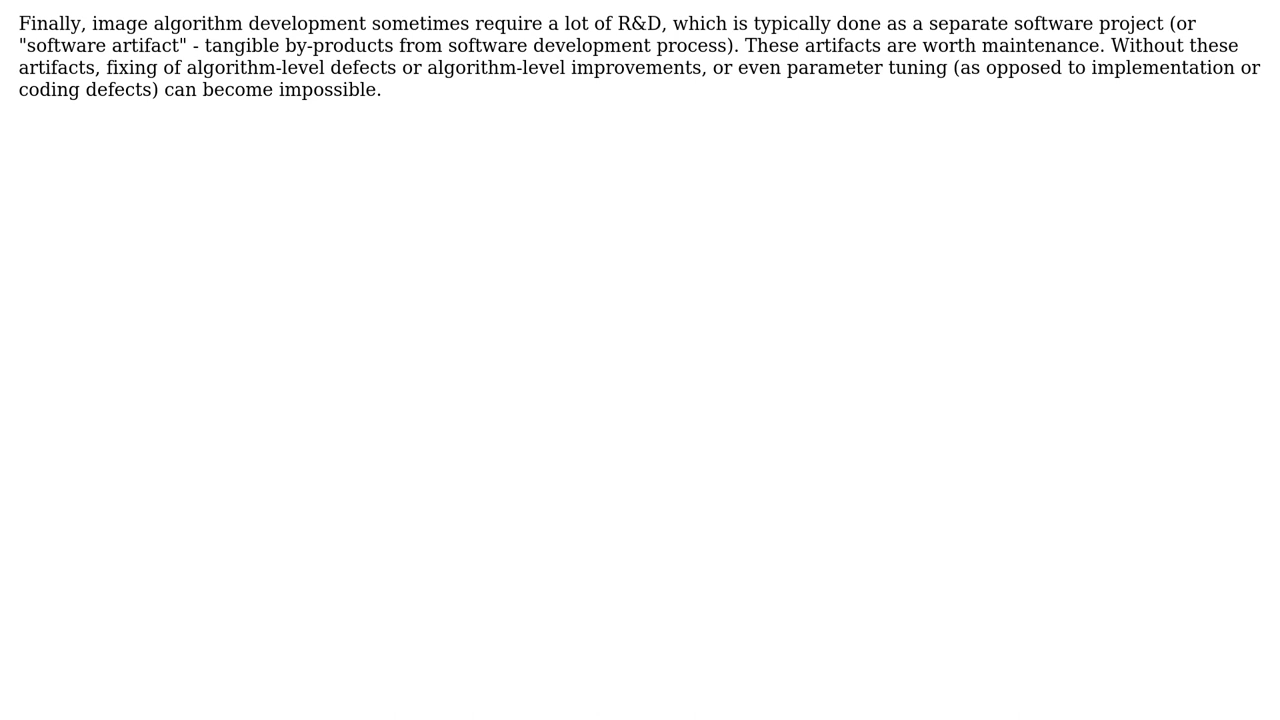 Finally, image algorithm development sometimes require a lot of R&D, which is typically done as a separate software project (or
"software artifact" - tangible by-products from software development process). These artifacts are worth maintenance. Without these
artifacts, fixing of algorithm-level defects or algorithm-level improvements, or even parameter tuning (as opposed to implementation or
coding defects) can become impossible.